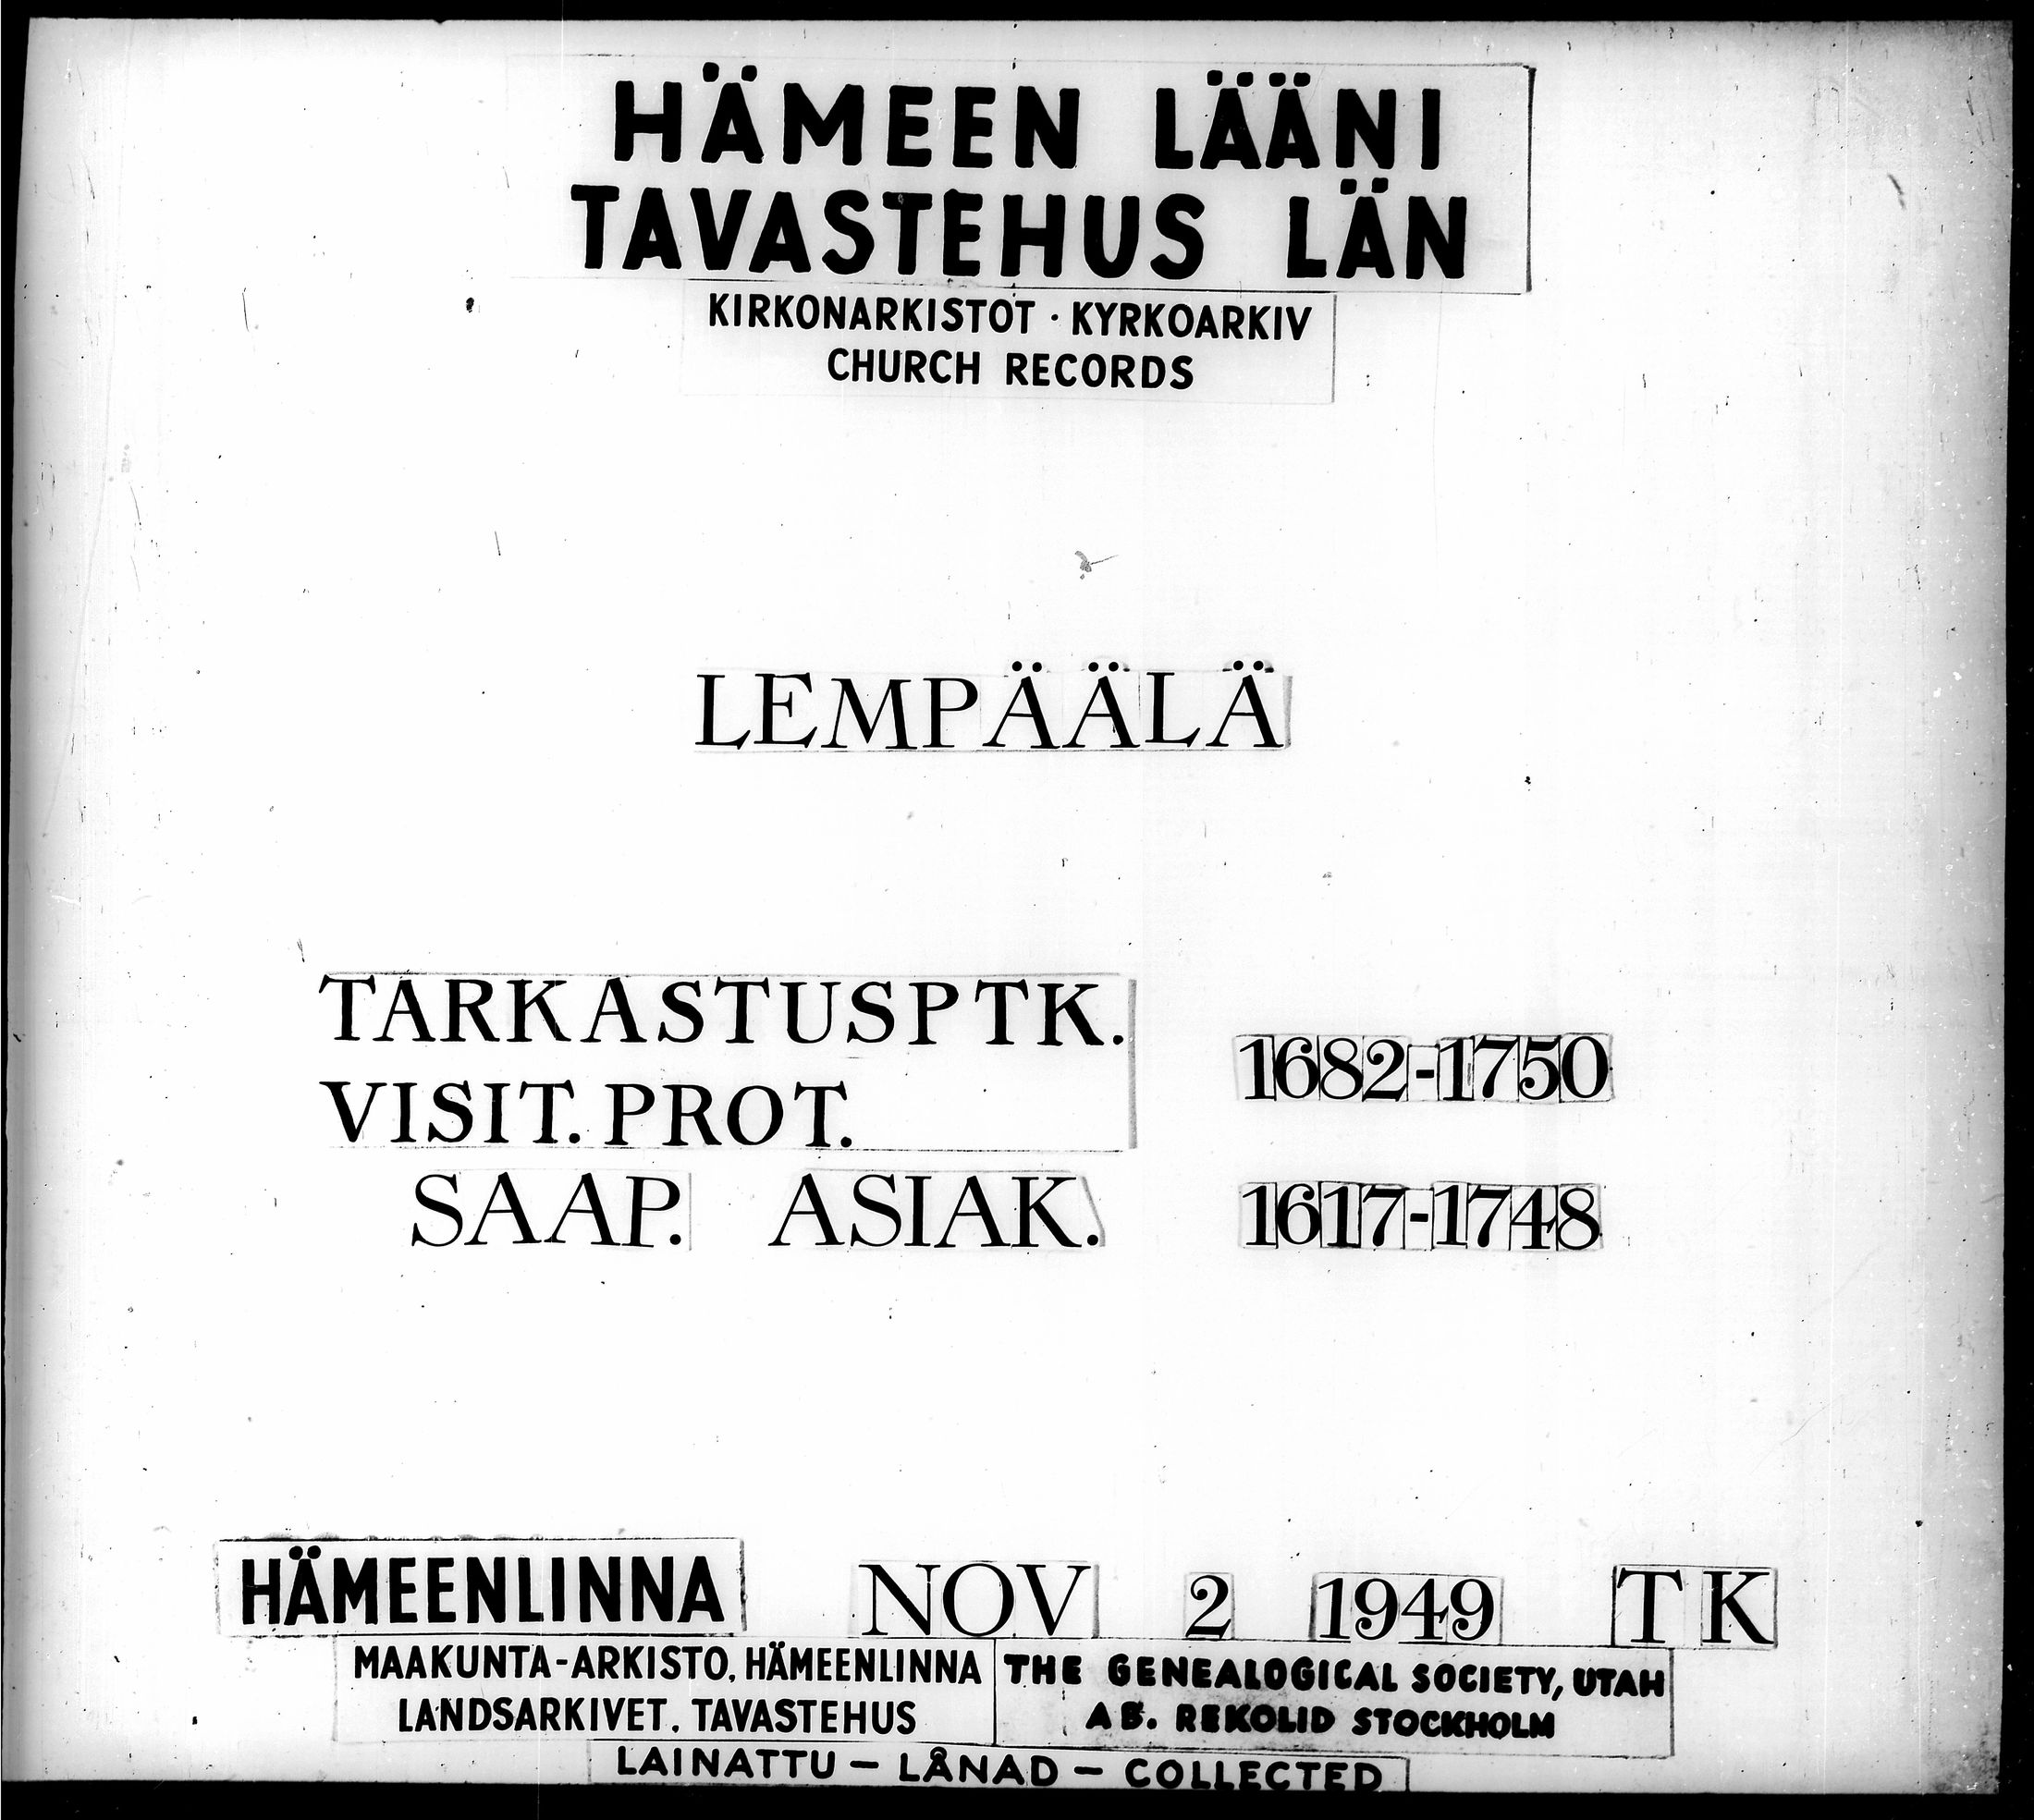 HÄMEEN LÄÄNI
TAVASTEHUS LÄN
KIRKONARKISTOT · KYRKOARKIV
CHURCH RECORDS
LEMPÄÄLÄ
TARKASTUSPTK.
VISIT. PROT.
1682-1750
SAAP. ASIAK. 1617-1748
HÄMEENLINNA NOV 2 1949 TK
MAAKUNTA-ARKISTO, HÄMEENLINNA
LANDSARKIVET, TAVASTEHUS
THE GENEALOGICAL SOCIETY, UTAH
AB. REKOLID STOCKHOLM
LAINATTU — LÅNAD — COLLECTED